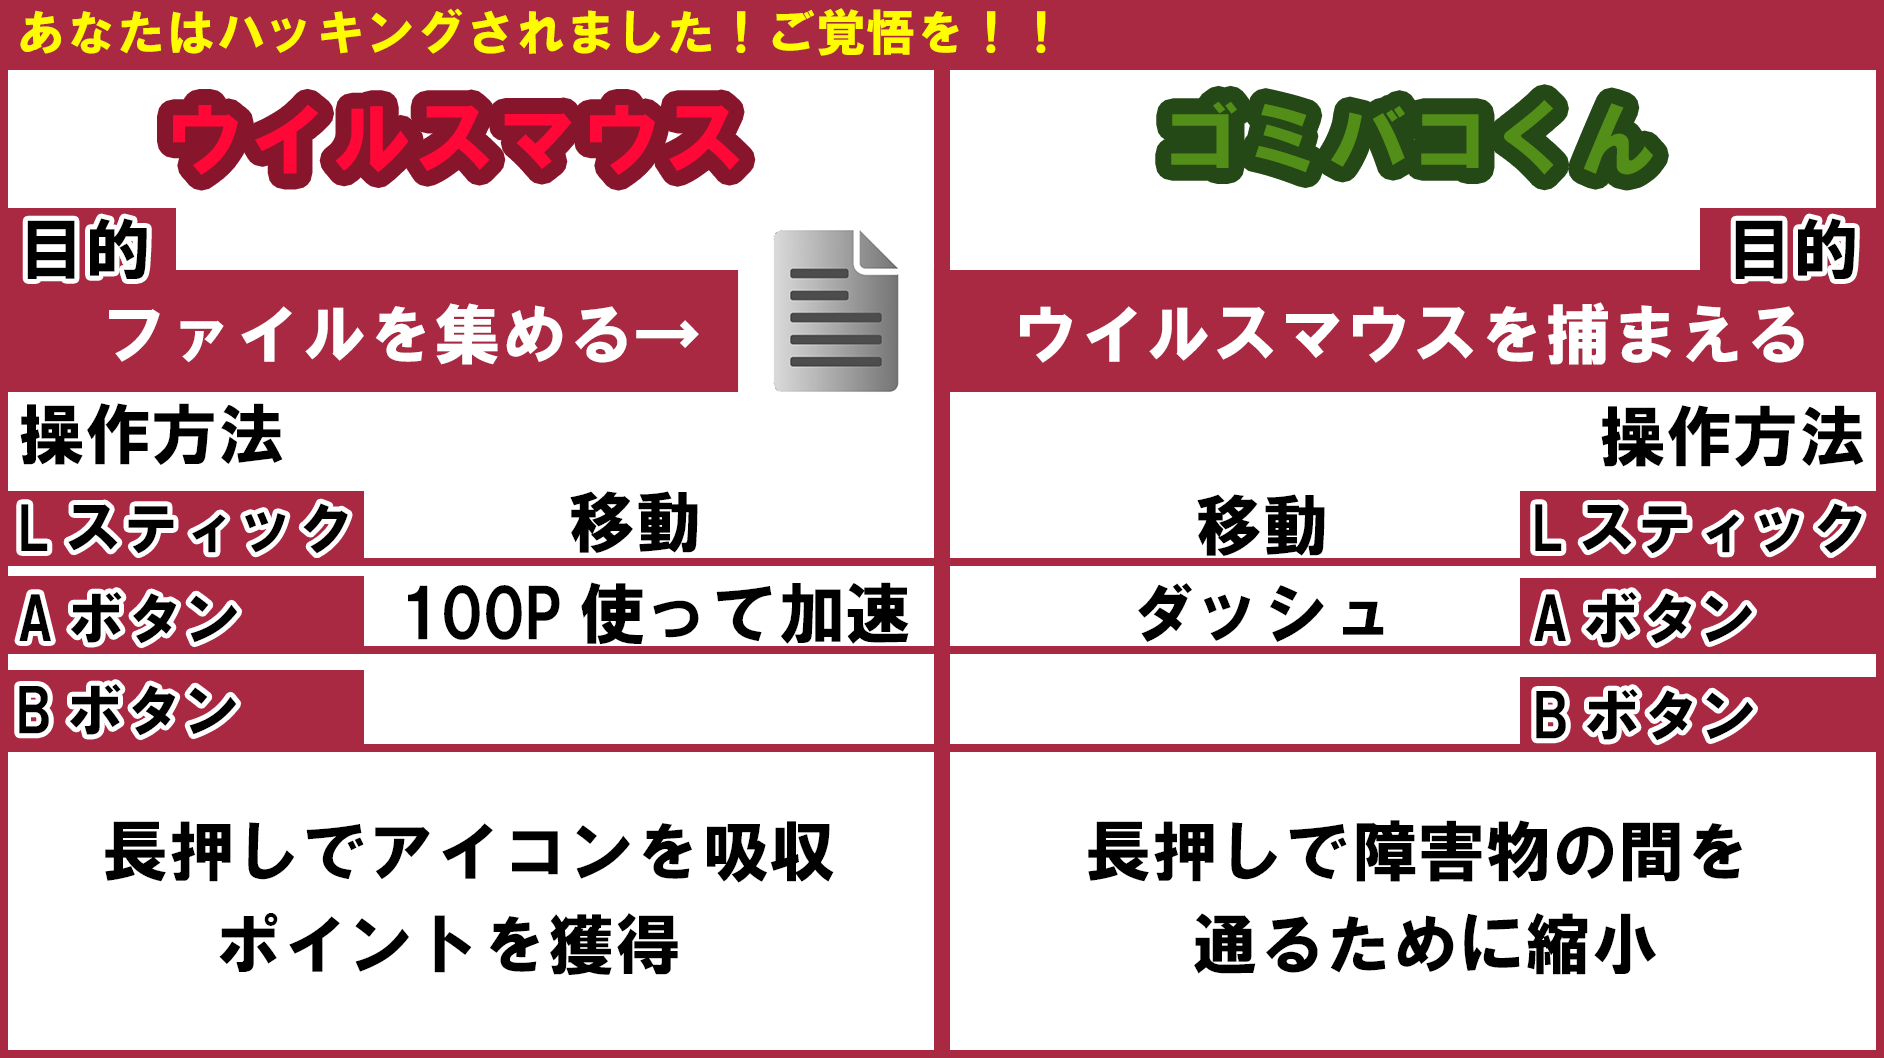 あなたはハッキングされました！ご覚悟を！！
ウイルスマウス
目的
ファイルを集める→
操作方法
Lスティック 移動
Aボタン 100P使って加速
Bボタン
長押しでアイコンを吸収
ポイントを獲得
ゴミバコくん
目的
ウイルスマウスを捕まえる
操作方法
移動 Lスティック
ダッシュ Aボタン
Bボタン
長押しで障害物の間を
通るために縮小